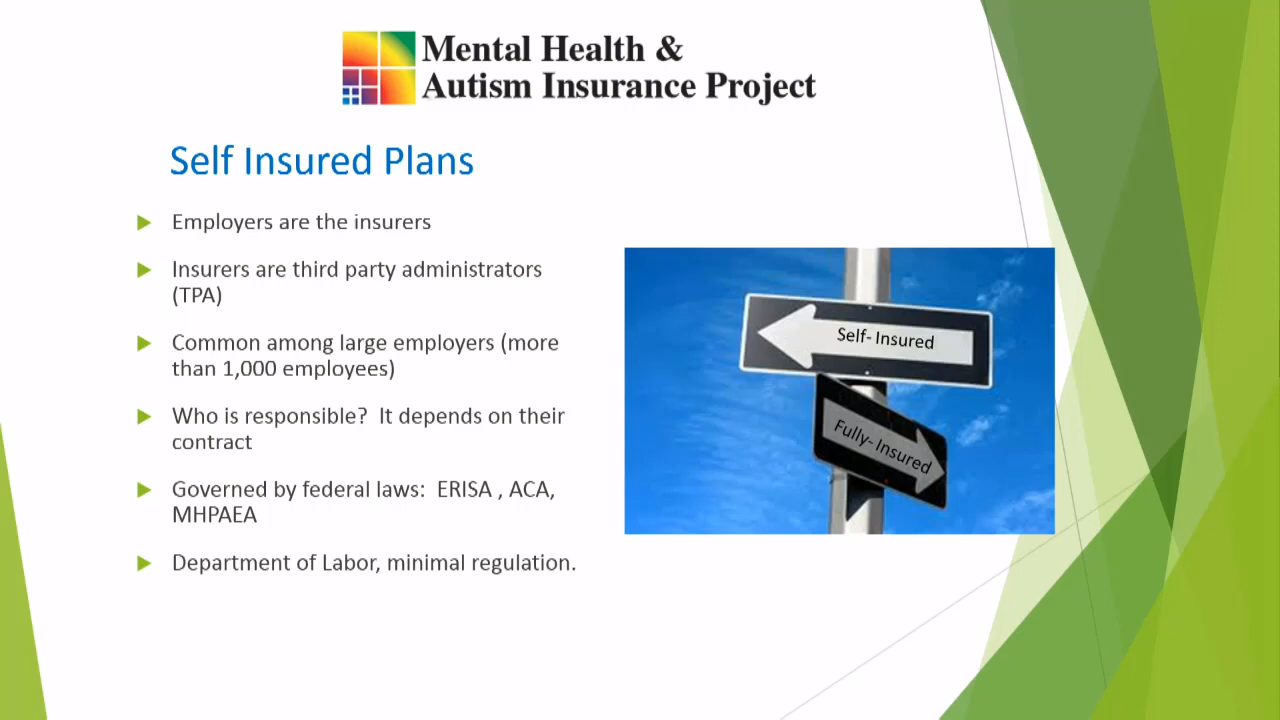 Mental Health &
Autism Insurance Project
Self Insured Plans
Employers are the insurers
Insurers are third party administrators
(TPA)
Common among large employers (more
than 1,000 employees)
Who is responsible?  It depends on their
contract
Governed by federal laws:  ERISA , ACA,
MHPAEA
Department of Labor, minimal regulation.
Self- Insured
Fully- Insured